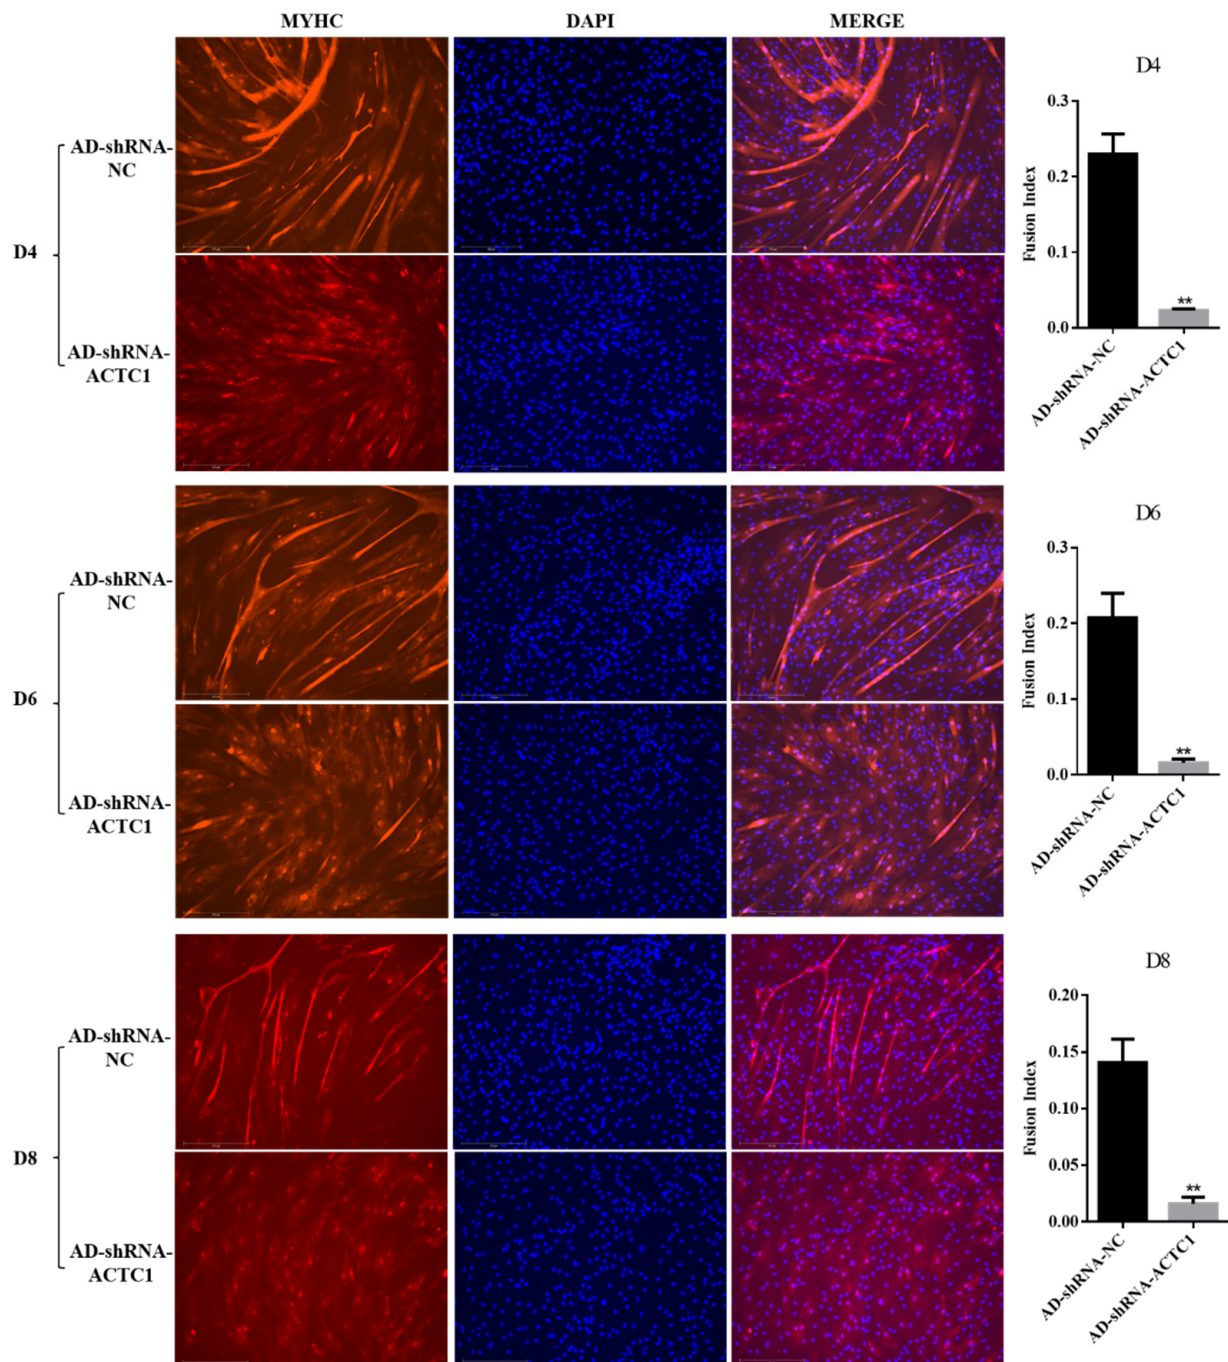 MYHC DAPI MERGE
D4
AD-shRNA-
NC
AD-shRNA-
ACTC1
D4
0.3
0.2
0.1
0.0
Fusion Index
**
AD-shRNA-NC
AD-shRNA-ACTC1
D6
AD-shRNA-
NC
AD-shRNA-
ACTC1
D6
0.3
0.2
0.1
0.0
Fusion Index
**
AD-shRNA-NC
AD-shRNA-ACTC1
D8
AD-shRNA-
NC
AD-shRNA-
ACTC1
D8
0.20
0.15
0.10
0.05
0.00
Fusion Index
**
AD-shRNA-NC
AD-shRNA-ACTC1